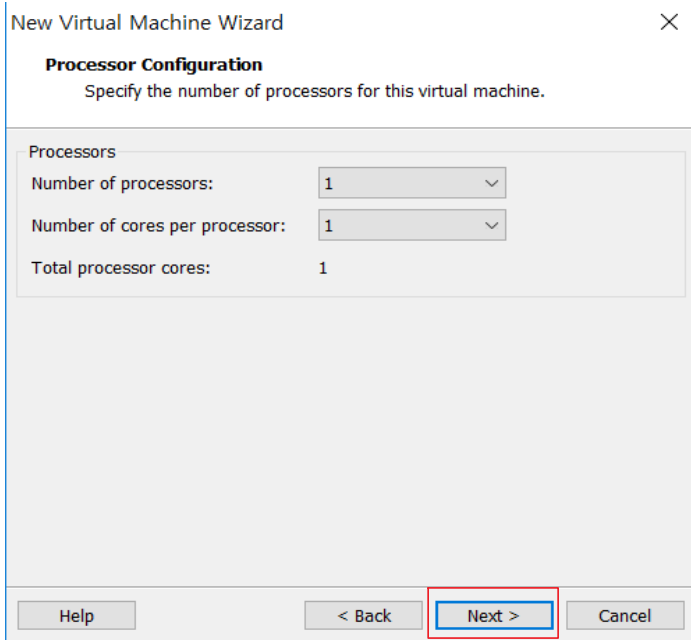 New Virtual Machine Wizard
Processor Configuration
Specify the number of processors for this virtual machine.
Processors
Number of processors: 1
Number of cores per processor: 1
Total processor cores: 1
Help < Back Next > Cancel